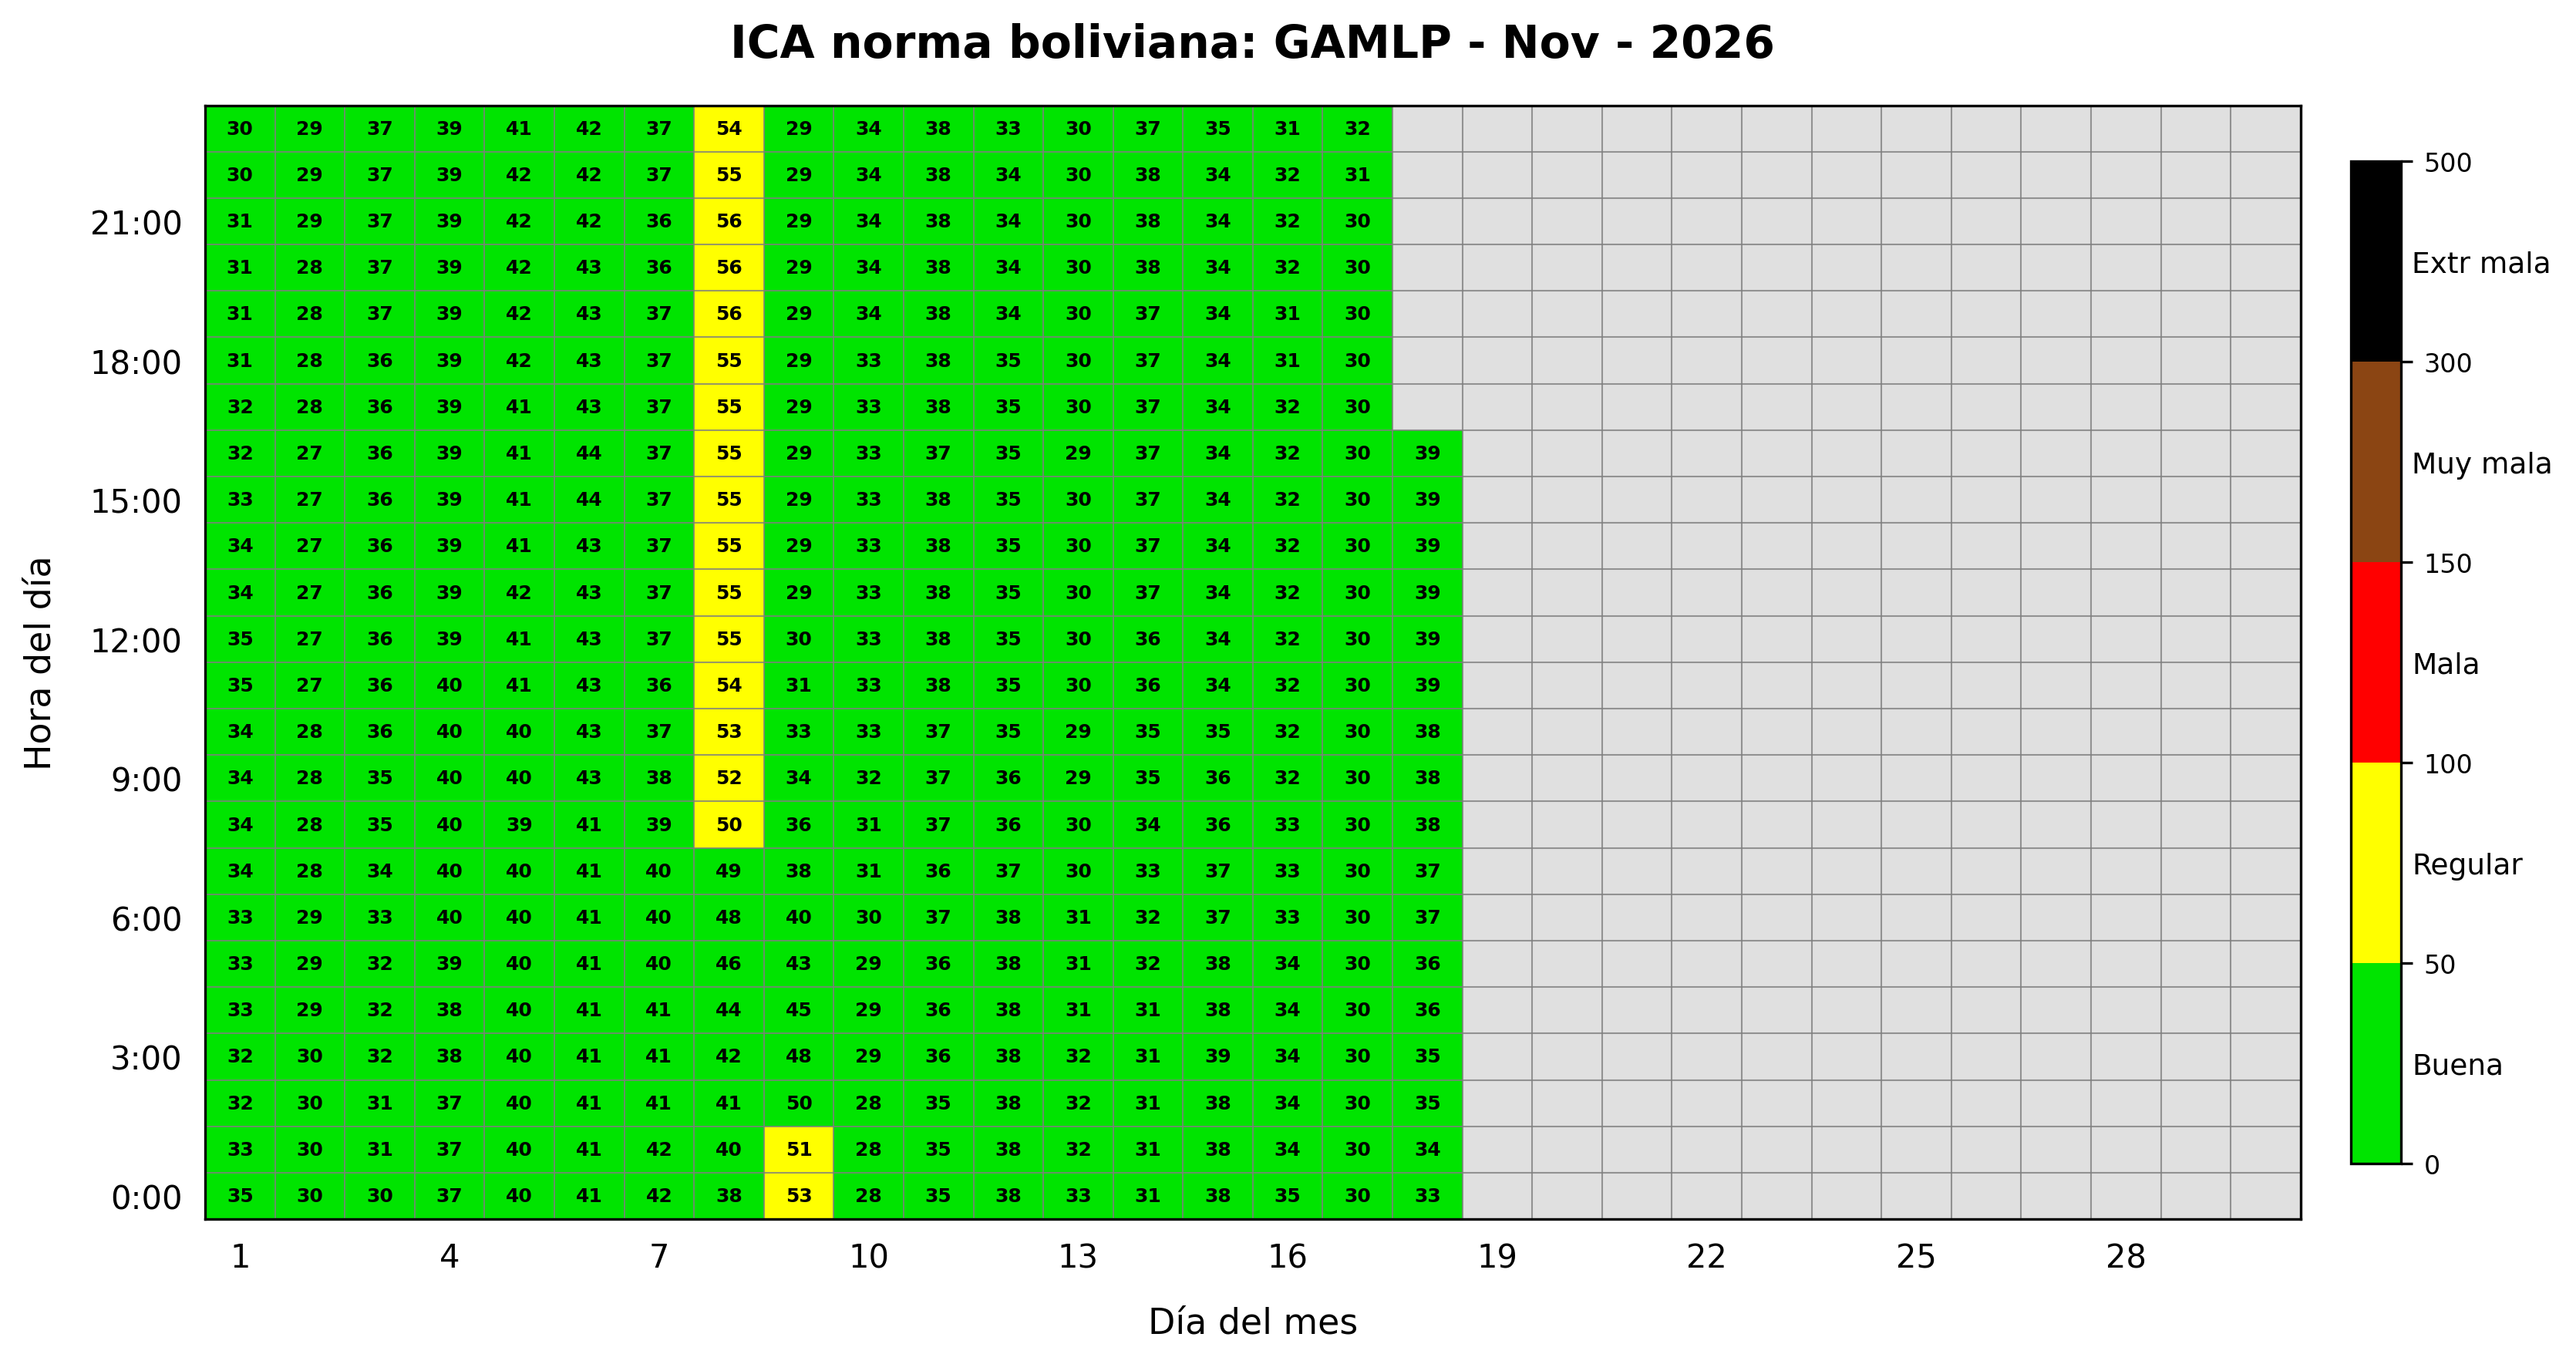 ICA norma boliviana: GAMLP - Nov - 2026
30 29 37 39 41 42 37 54 29 34 38 33 30 37 35 31 32
30 29 37 39 42 42 37 55 29 34 38 34 30 38 34 32 31
21:00 31 29 37 39 42 42 36 56 29 34 38 34 30 38 34 32 30
31 28 37 39 42 43 36 56 29 34 38 34 30 38 34 32 30
31 28 37 39 42 43 37 56 29 34 38 34 30 37 34 31 30
18:00 31 28 36 39 42 43 37 55 29 33 38 35 30 37 34 31 30
32 28 36 39 41 43 37 55 29 33 38 35 30 37 34 32 30
32 27 36 39 41 44 37 55 29 33 37 35 29 37 34 32 30 39
15:00 33 27 36 39 41 44 37 55 29 33 38 35 30 37 34 32 30 39
34 27 36 39 41 43 37 55 29 33 38 35 30 37 34 32 30 39
34 27 36 39 42 43 37 55 29 33 38 35 30 37 34 32 30 39
12:00 35 27 36 39 41 43 37 55 30 33 38 35 30 36 34 32 30 39
35 27 36 40 41 43 36 54 31 33 38 35 30 36 34 32 30 39
34 28 36 40 40 43 37 53 33 33 37 35 29 35 35 32 30 38
9:00 34 28 35 40 40 43 38 52 34 32 37 36 29 35 36 32 30 38
34 28 35 40 39 41 39 50 36 31 37 36 30 34 36 33 30 38
34 28 34 40 40 41 40 49 38 31 36 37 30 33 37 33 30 37
6:00 33 29 33 40 40 41 40 48 40 30 37 38 31 32 37 33 30 37
33 29 32 39 40 41 40 46 43 29 36 38 31 32 38 34 30 36
33 29 32 38 40 41 41 44 45 29 36 38 31 31 38 34 30 36
3:00 32 30 32 38 40 41 41 42 48 29 36 38 32 31 39 34 30 35
32 30 31 37 40 41 41 41 50 28 35 38 32 31 38 34 30 35
33 30 31 37 40 41 42 40 51 28 35 38 32 31 38 34 30 34
0:00 35 30 30 37 40 41 42 38 53 28 35 38 33 31 38 35 30 33
1 4 7 10 13 16 19 22 25 28
Día del mes
Hora del día
500
Extr mala
300
Muy mala
150
Mala
100
Regular
50
Buena
0